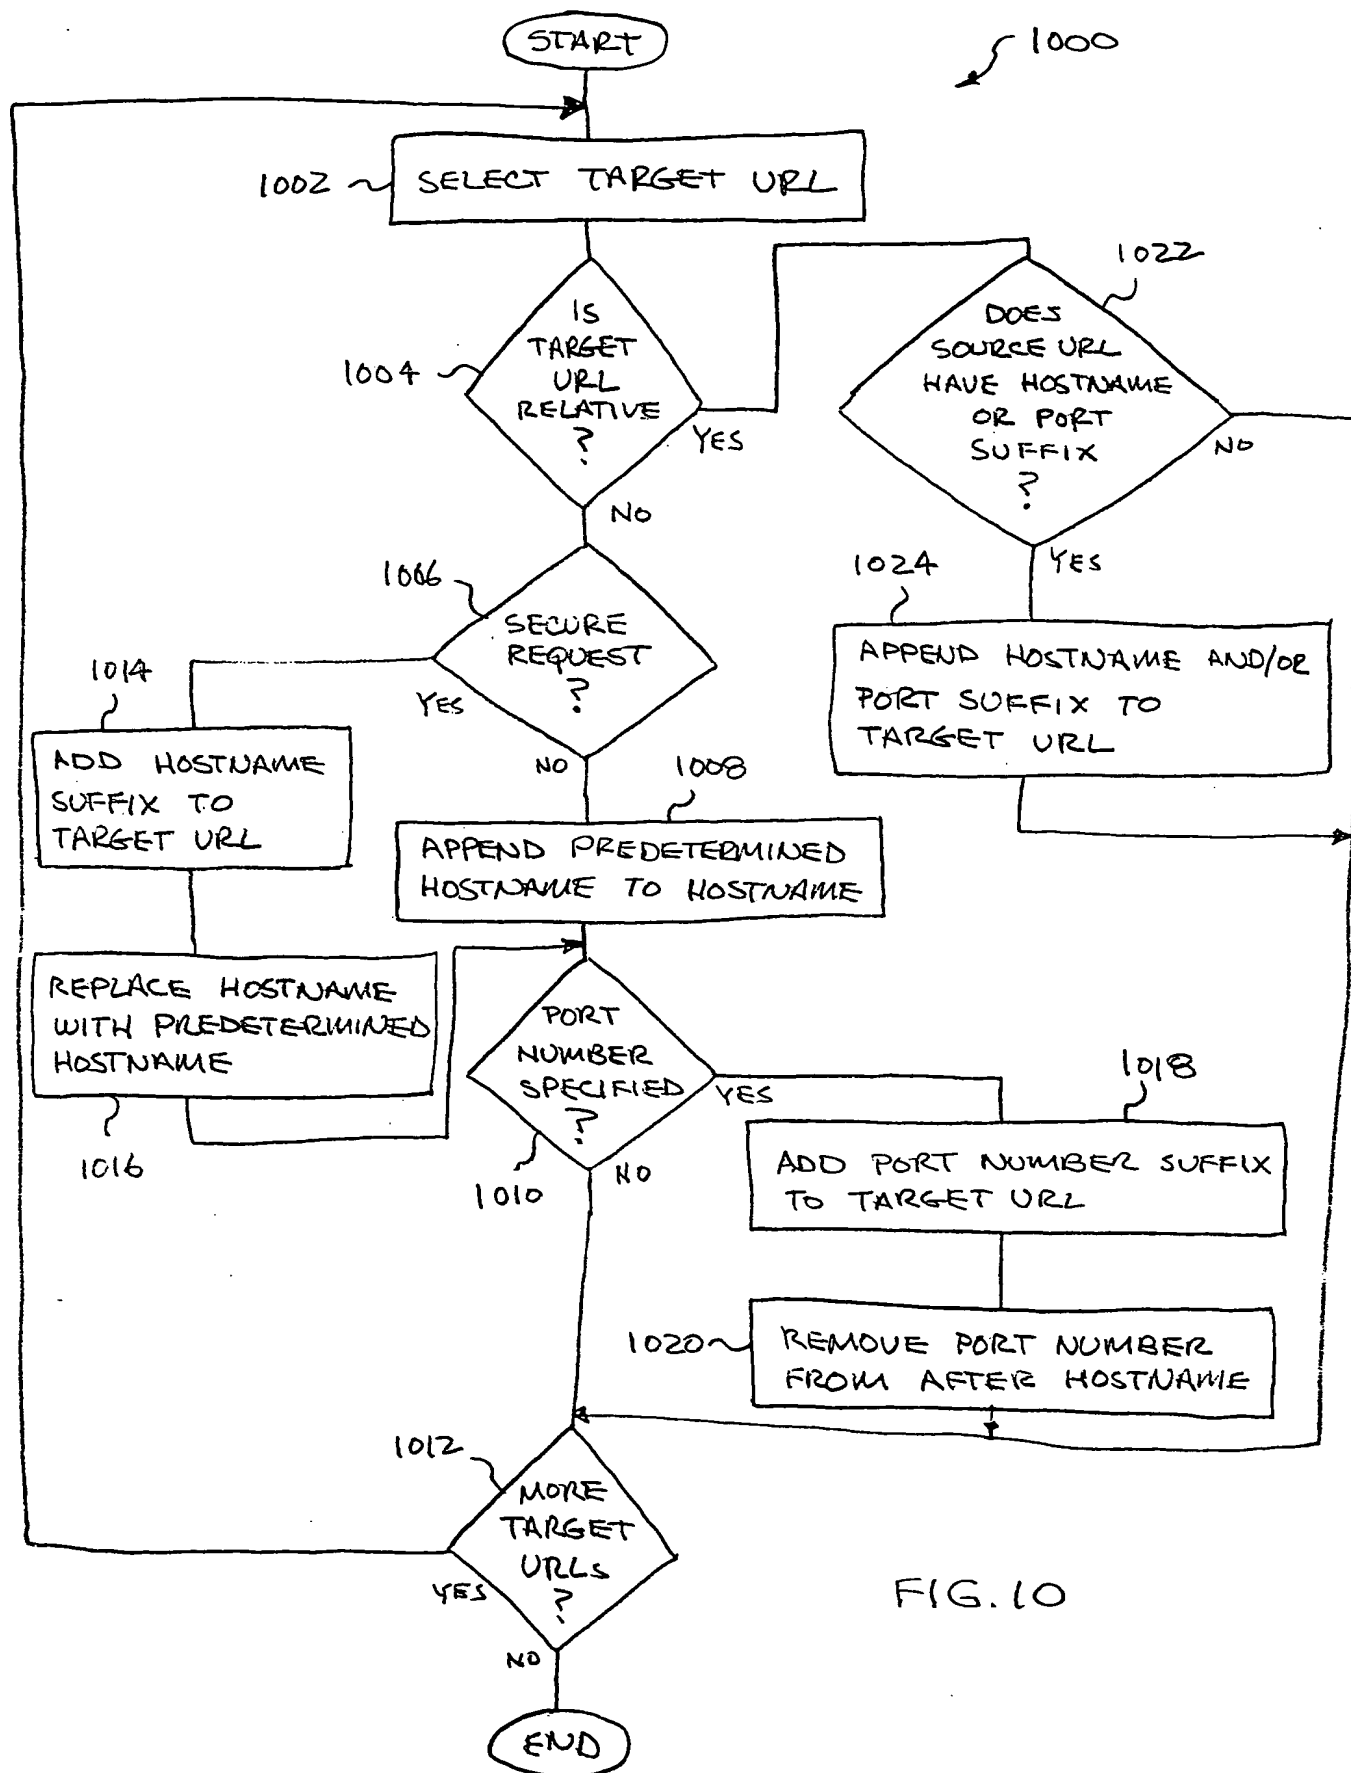 START
1000
1002
SELECT TARGET URL
1004
IS
TARGET
URL
RELATIVE
?
YES
NO
1022
DOES
SOURCE URL
HAVE HOSTNAME
OR PORT
SUFFIX
?
NO
YES
1006
SECURE
REQUEST
?
YES
NO
1024
APPEND HOSTNAME AND/OR
PORT SUFFIX TO
TARGET URL
1014
ADD HOSTNAME
SUFFIX TO
TARGET URL
1008
APPEND PREDETERMINED
HOSTNAME TO HOSTNAME
REPLACE HOSTNAME
WITH PREDETERMINED
HOSTNAME
1016
PORT
NUMBER
SPECIFIED
?
YES
NO
1010
1018
ADD PORT NUMBER SUFFIX
TO TARGET URL
1020
REMOVE PORT NUMBER
FROM AFTER HOSTNAME
1012
MORE
TARGET
URLS
?
YES
NO
END
FIG. 10